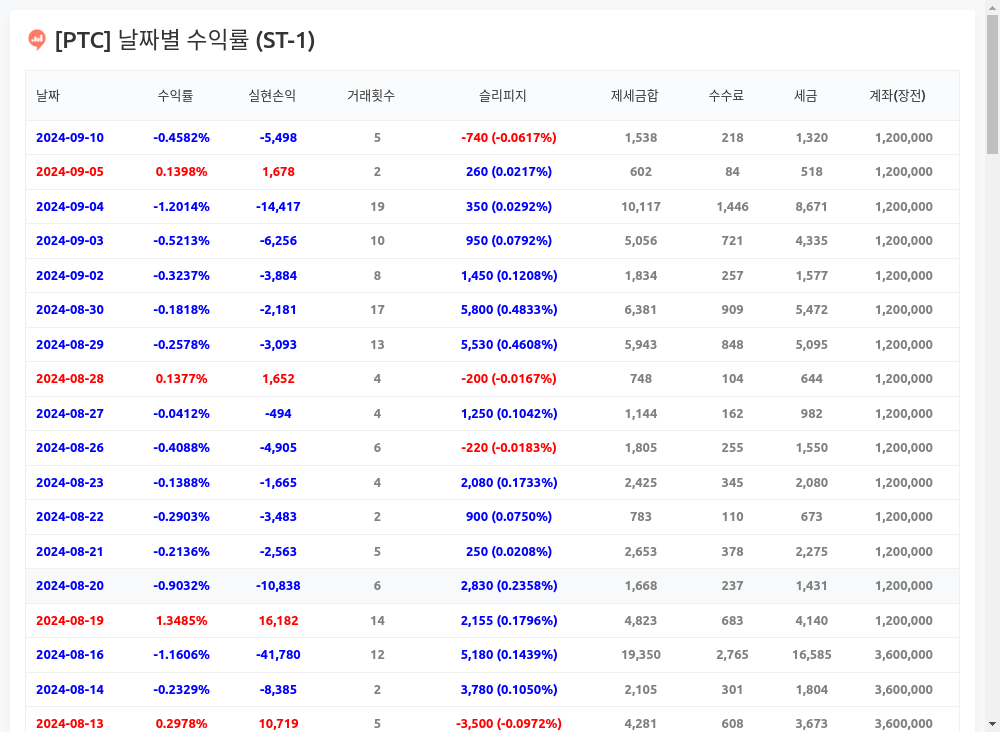 [PTC] 날짜별 수익률 (ST-1)
날짜 수익률 실현손익 거래횟수 슬리피지 제세금합 수수료 세금 계좌(장전)
2024-09-10 -0.4582% -5,498 5 -740 (-0.0617%) 1,538 218 1,320 1,200,000
2024-09-05 0.1398% 1,678 2 260 (0.0217%) 602 84 518 1,200,000
2024-09-04 -1.2014% -14,417 19 350 (0.0292%) 10,117 1,446 8,671 1,200,000
2024-09-03 -0.5213% -6,256 10 950 (0.0792%) 5,056 721 4,335 1,200,000
2024-09-02 -0.3237% -3,884 8 1,450 (0.1208%) 1,834 257 1,577 1,200,000
2024-08-30 -0.1818% -2,181 17 5,800 (0.4833%) 6,381 909 5,472 1,200,000
2024-08-29 -0.2578% -3,093 13 5,530 (0.4608%) 5,943 848 5,095 1,200,000
2024-08-28 0.1377% 1,652 4 -200 (-0.0167%) 748 104 644 1,200,000
2024-08-27 -0.0412% -494 4 1,250 (0.1042%) 1,144 162 982 1,200,000
2024-08-26 -0.4088% -4,905 6 -220 (-0.0183%) 1,805 255 1,550 1,200,000
2024-08-23 -0.1388% -1,665 4 2,080 (0.1733%) 2,425 345 2,080 1,200,000
2024-08-22 -0.2903% -3,483 2 900 (0.0750%) 783 110 673 1,200,000
2024-08-21 -0.2136% -2,563 5 250 (0.0208%) 2,653 378 2,275 1,200,000
2024-08-20 -0.9032% -10,838 6 2,830 (0.2358%) 1,668 237 1,431 1,200,000
2024-08-19 1.3485% 16,182 14 2,155 (0.1796%) 4,823 683 4,140 1,200,000
2024-08-16 -1.1606% -41,780 12 5,180 (0.1439%) 19,350 2,765 16,585 3,600,000
2024-08-14 -0.2329% -8,385 2 3,780 (0.1050%) 2,105 301 1,804 3,600,000
2024-08-13 0.2978% 10,719 5 -3,500 (-0.0972%) 4,281 608 3,673 3,600,000